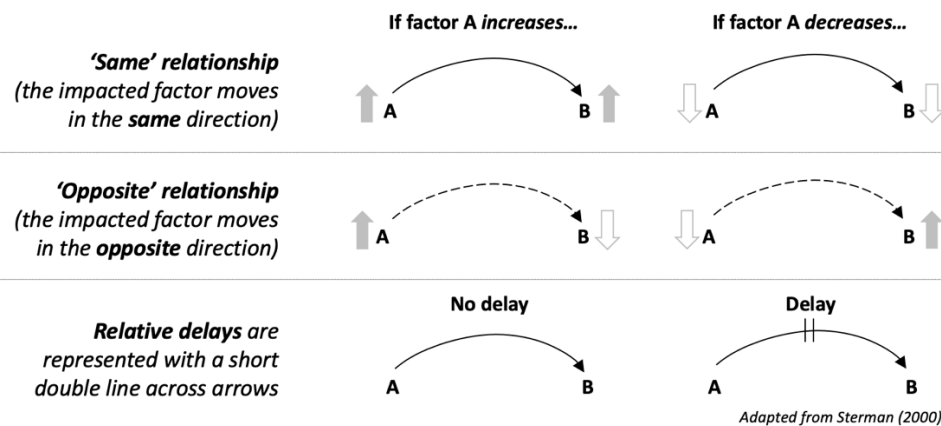 If factor A increases…
If factor A decreases…
‘Same’ relationship
(the impacted factor moves
in the same direction)
A
B
A
B
‘Opposite’ relationship
(the impacted factor moves
in the opposite direction)
A
B
A
B
No delay
Delay
Relative delays are
represented with a short
double line across arrows
A
B
A
B
Adapted from Sterman (2000)